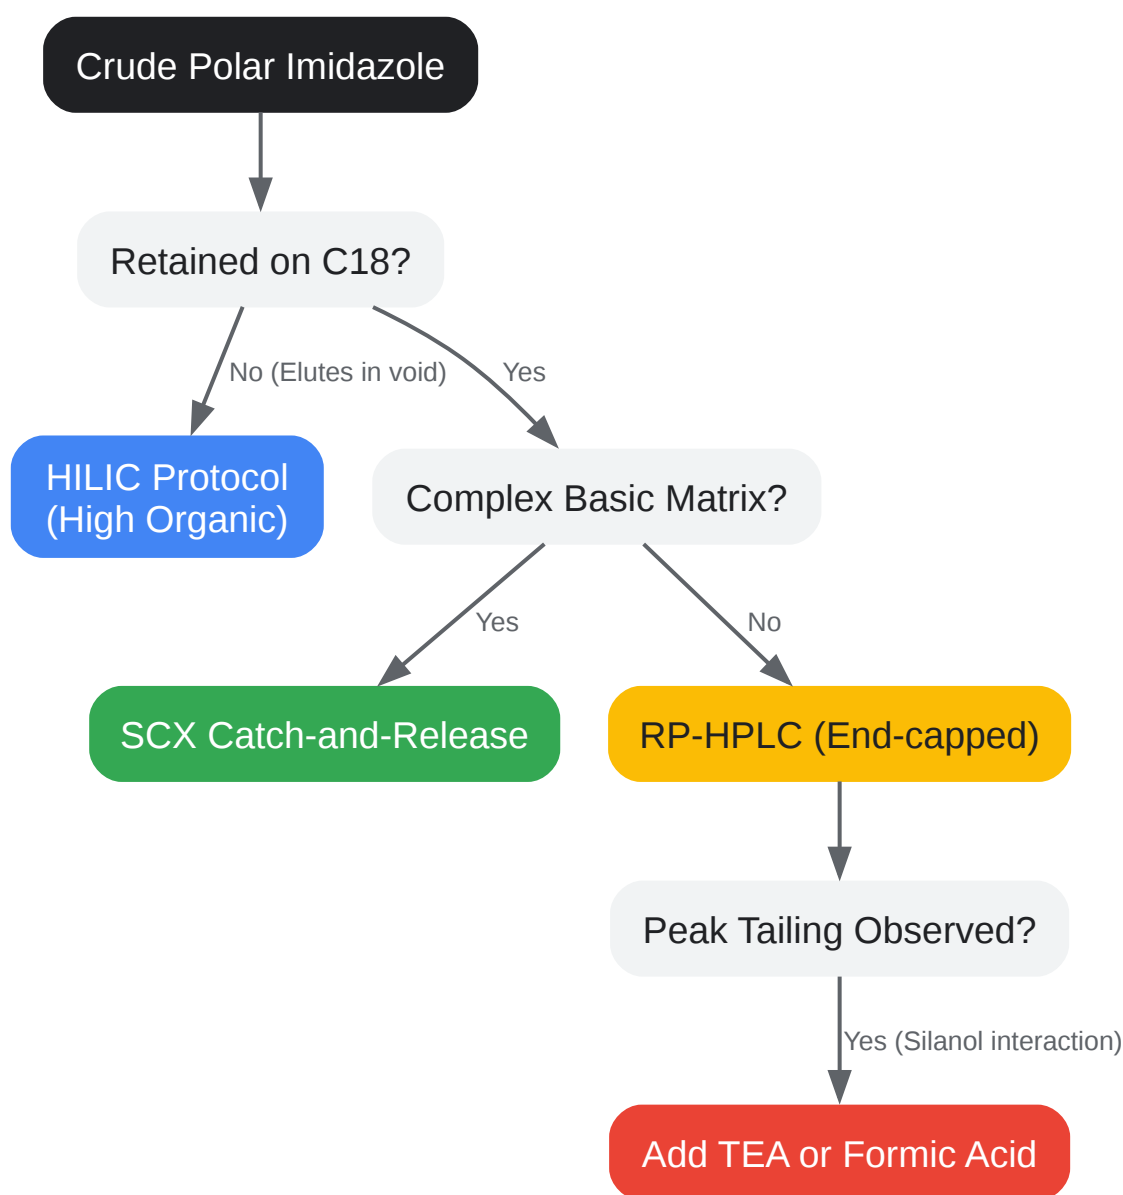 Crude Polar Imidazole
Retained on C18?
No (Elutes in void)
Yes
HILIC Protocol
(High Organic)
Complex Basic Matrix?
Yes
No
SCX Catch-and-Release
RP-HPLC (End-capped)
Peak Tailing Observed?
Yes (Silanol interaction)
Add TEA or Formic Acid